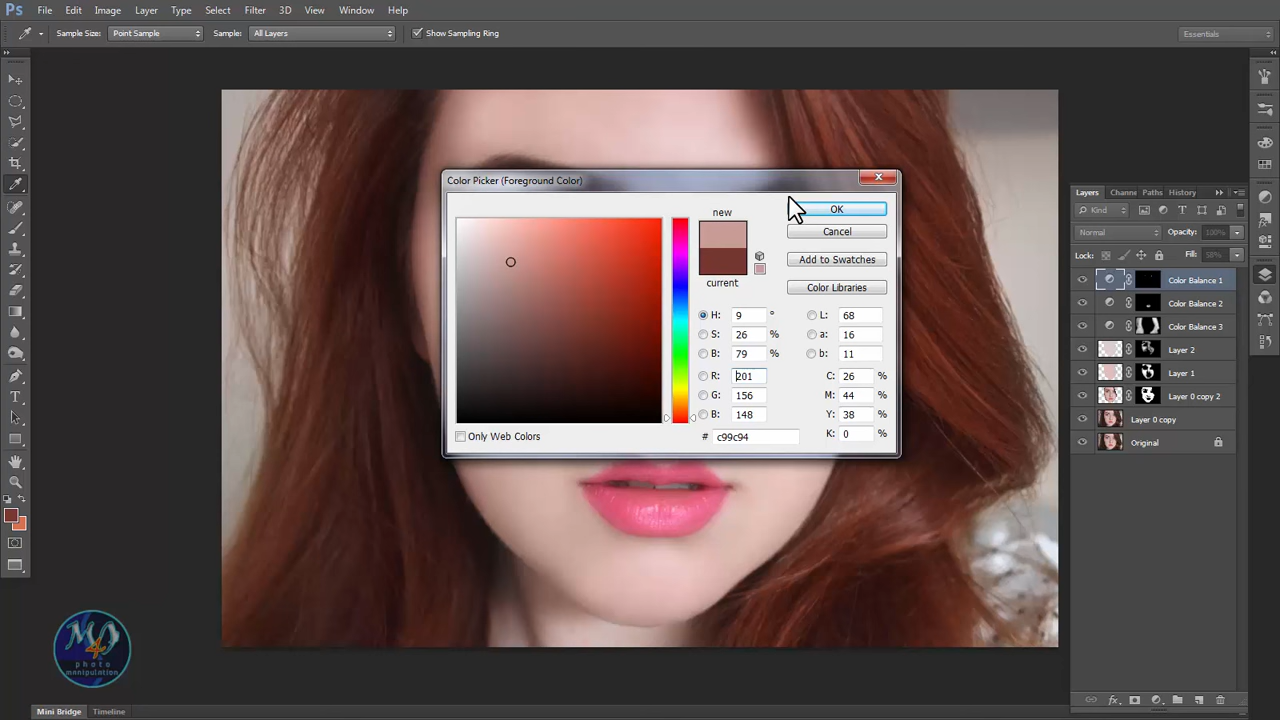 Ps File Edit Image Layer Type Select Filter 3D View Window Help
Sample Size: Point Sample Sample: All Layers Show Sampling Ring Essentials
Color Picker (Foreground Color)
new
OK
Cancel
Add to Swatches
current
Color Libraries
H: 9 ° L: 68
S: 26 % a: 16
B: 79 % b: 11
R: 201 C: 26 %
G: 156 M: 44 %
B: 148 Y: 38 %
Only Web Colors # c99c94 K: 0 %
Layers Channe Paths History
Kind
Normal Opacity: 100%
Lock: Fill: 58%
Color Balance 1
Color Balance 2
Color Balance 3
Layer 2
Layer 1
Layer 0 copy 2
Layer 0 copy
Original
photo
manipulation
Mini Bridge Timeline